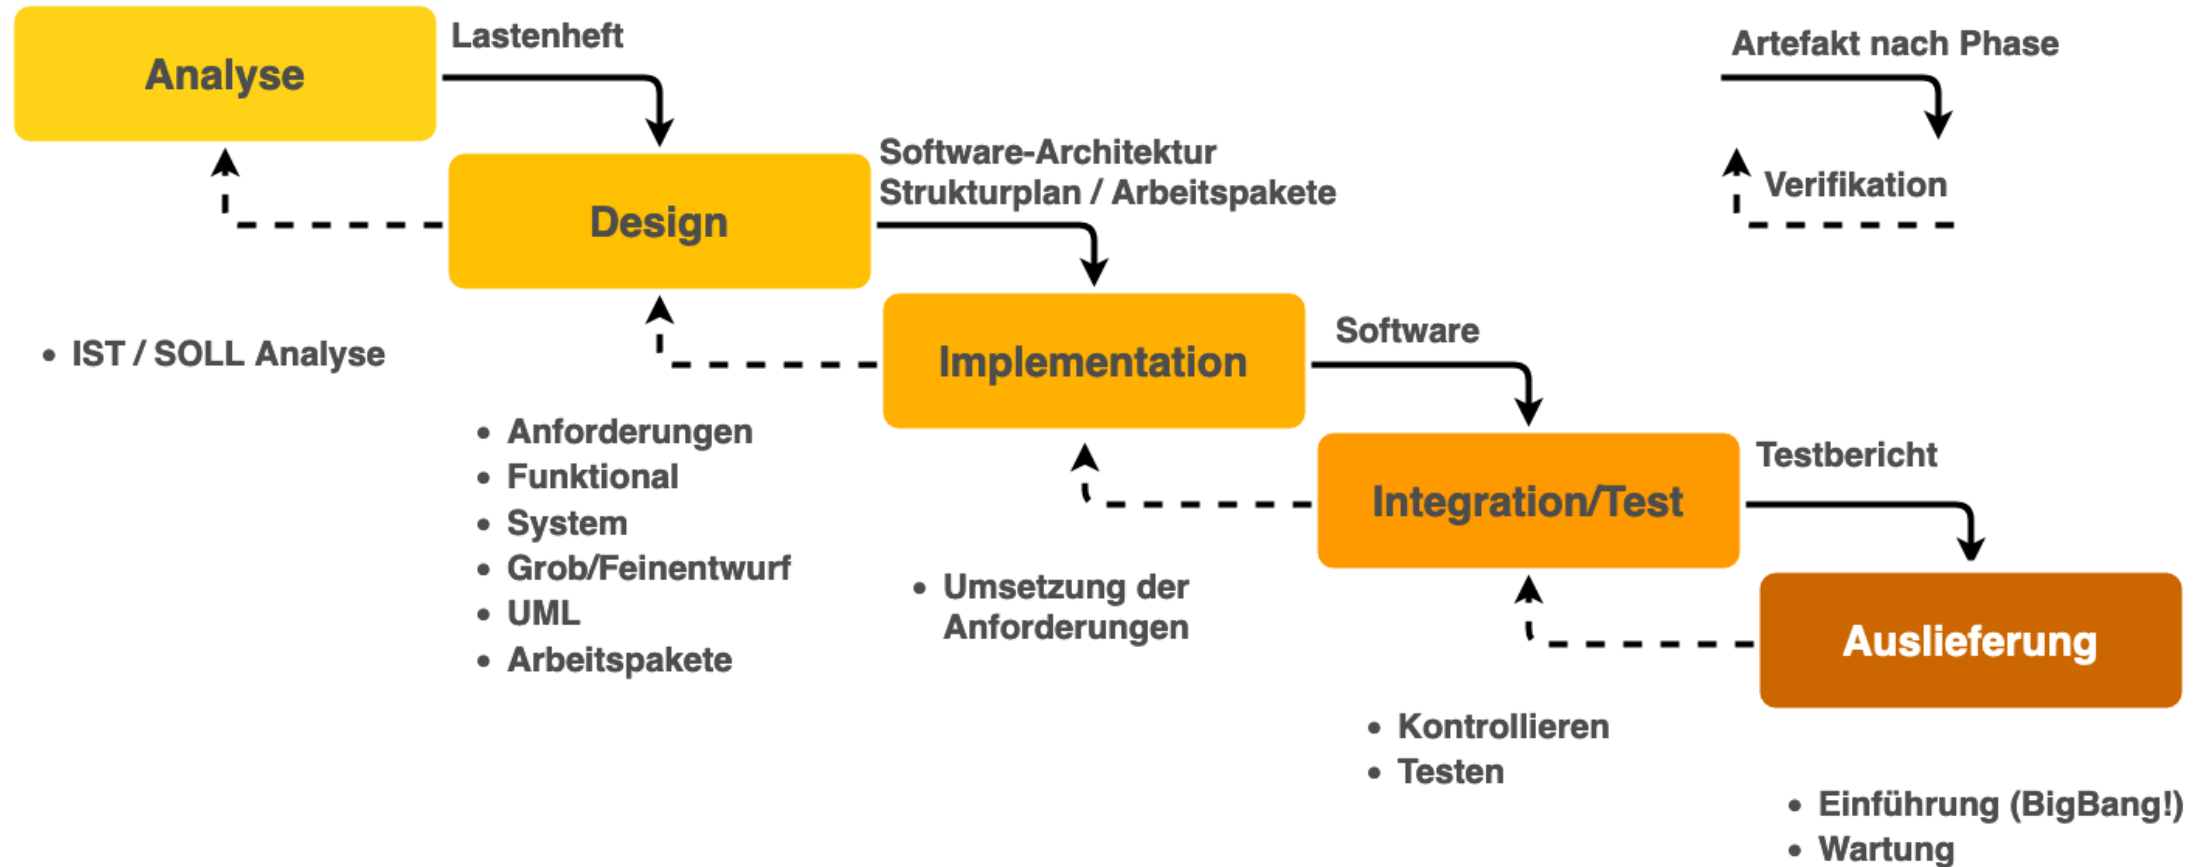 Analyse
Lastenheft
Artefakt nach Phase
Verifikation
Design
Software-Architektur
Strukturplan / Arbeitspakete
Implementation
Software
Integration/Test
Testbericht
Auslieferung
• IST / SOLL Analyse
• Anforderungen
• Funktional
• System
• Grob/Feinentwurf
• UML
• Arbeitspakete
• Umsetzung der
Anforderungen
• Kontrollieren
• Testen
• Einführung (BigBang!)
• Wartung